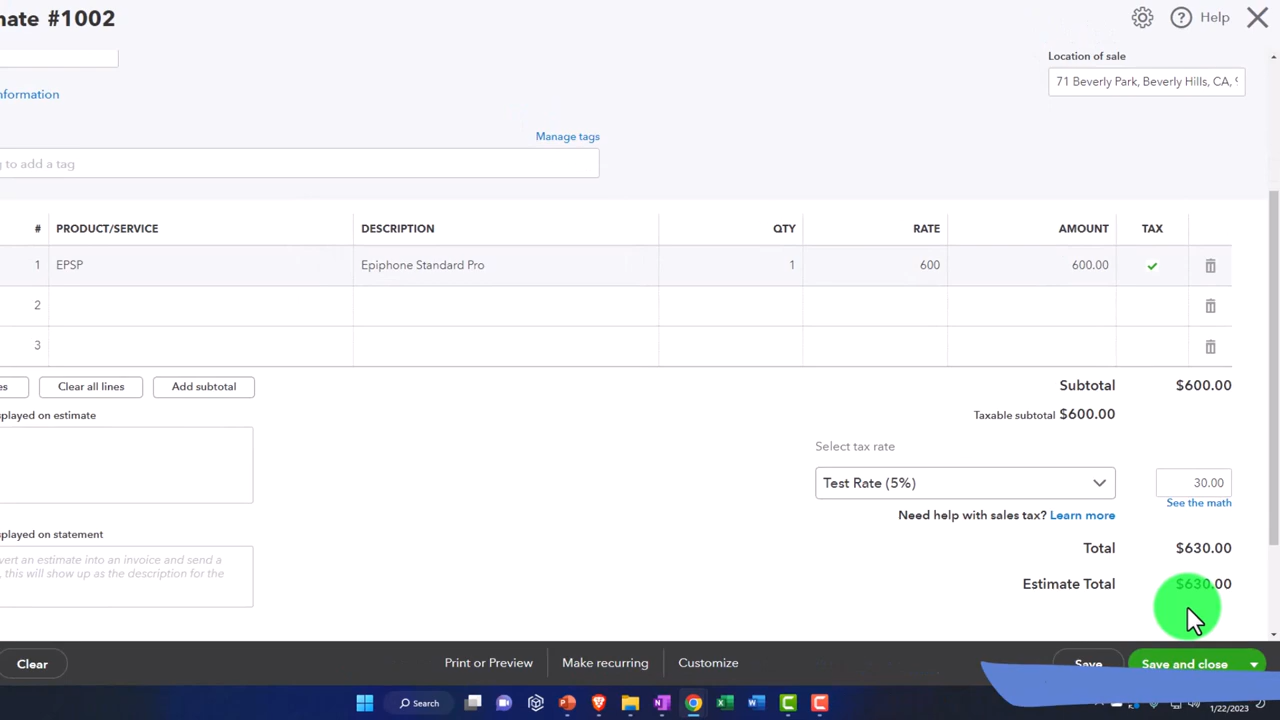 nate #1002
Help
Location of sale
71 Beverly Park, Beverly Hills, CA,
nformation
Manage tags
g to add a tag
# PRODUCT/SERVICE DESCRIPTION QTY RATE AMOUNT TAX
1 EPSP Epiphone Standard Pro 1 600 600.00
2
3
es Clear all lines Add subtotal
Subtotal $600.00
splayed on estimate
Taxable subtotal $600.00
Select tax rate
Test Rate (5%) 30.00
See the math
Need help with sales tax? Learn more
splayed on statement
Total $630.00
vert an estimate into an invoice and send a
, this will show up as the description for the
Estimate Total $630.00
Clear Print or Preview Make recurring Customize Save Save and close
Search
1/22/2023